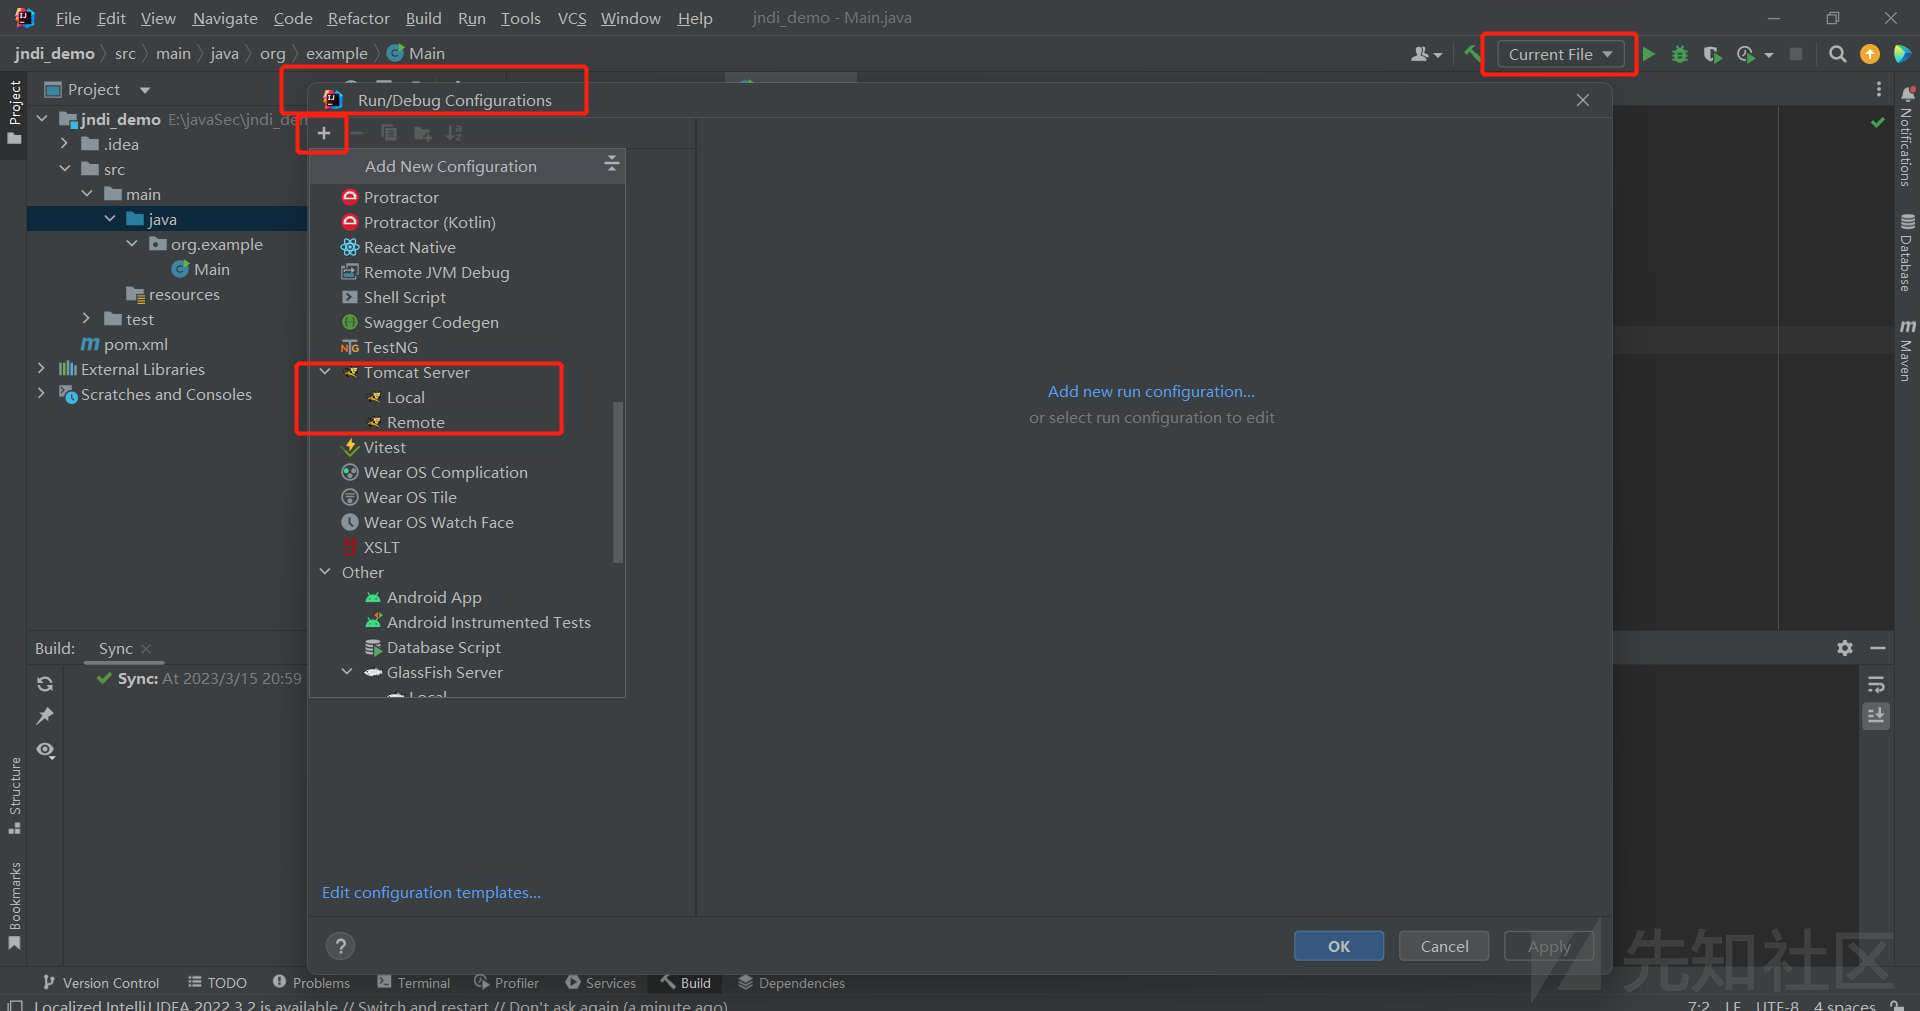 File Edit View Navigate Code Refactor Build Run Tools VCS Window Help jndi_demo - Main.java
jndi_demo src main java org example Main
Current File
Project
Project
jndi_demo E:\javaSec\jndi_de
.idea
src
main
java
org.example
Main
resources
test
pom.xml
External Libraries
Scratches and Consoles
Run/Debug Configurations
Add New Configuration
Protractor
Protractor (Kotlin)
React Native
Remote JVM Debug
Shell Script
Swagger Codegen
TestNG
Tomcat Server
Local
Remote
Vitest
Wear OS Complication
Wear OS Tile
Wear OS Watch Face
XSLT
Other
Android App
Android Instrumented Tests
Database Script
GlassFish Server
Local
Add new run configuration...
or select run configuration to edit
Edit configuration templates...
?
OK Cancel Apply
Notifications
Database
Maven
Build: Sync
Sync: At 2023/3/15 20:59
Structure
Bookmarks
Version Control TODO Problems Terminal Profiler Services Build Dependencies
Localized IntelliJ IDEA 2022.3.2 is available // Switch and restart // Don't ask again (a minute ago)
7:2 LF UTF-8 4 spaces
先知社区